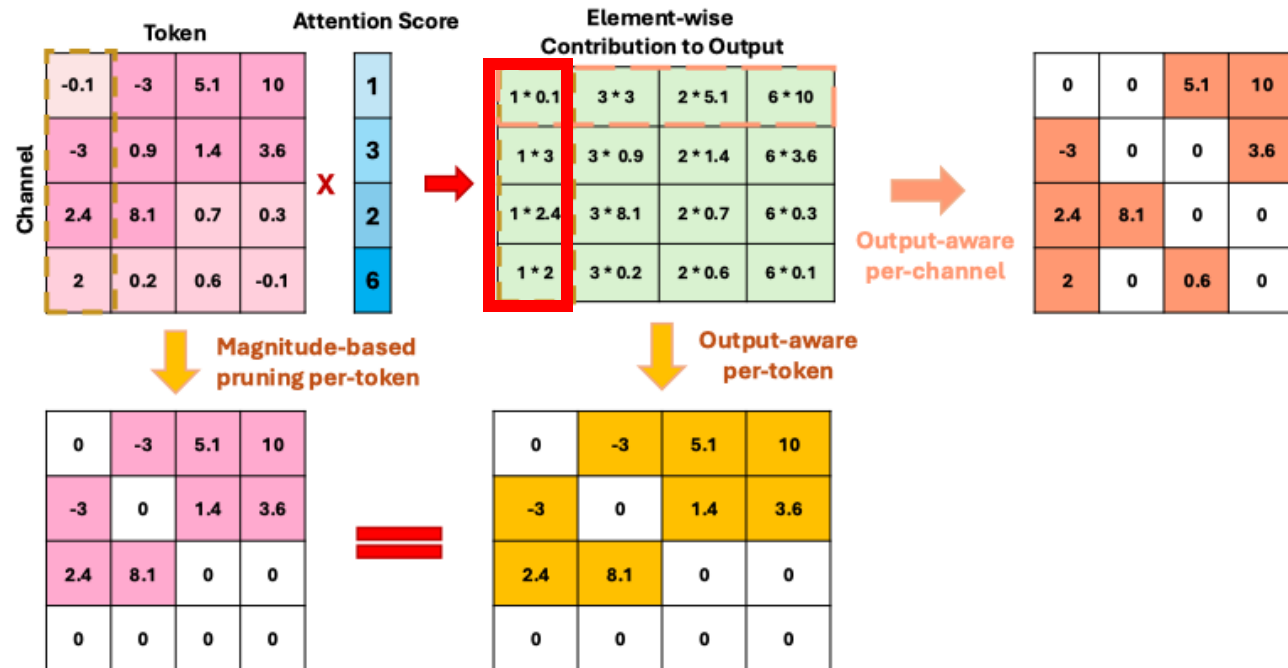 Token
Attention Score
Element-wise
Contribution to Output
Channel
-0.1 -3 5.1 10
-3 0.9 1.4 3.6
2.4 8.1 0.7 0.3
2 0.2 0.6 -0.1
X
1
3
2
6
1 * 0.1 3 * 3 2 * 5.1 6 * 10
1 * 3 3 * 0.9 2 * 1.4 6 * 3.6
1 * 2.4 3 * 8.1 2 * 0.7 6 * 0.3
1 * 2 3 * 0.2 2 * 0.6 6 * 0.1
Output-aware
per-channel
0 0 5.1 10
-3 0 0 3.6
2.4 8.1 0 0
2 0 0.6 0
Magnitude-based
pruning per-token
Output-aware
per-token
0 -3 5.1 10
-3 0 1.4 3.6
2.4 8.1 0 0
0 0 0 0
0 -3 5.1 10
-3 0 1.4 3.6
2.4 8.1 0 0
0 0 0 0